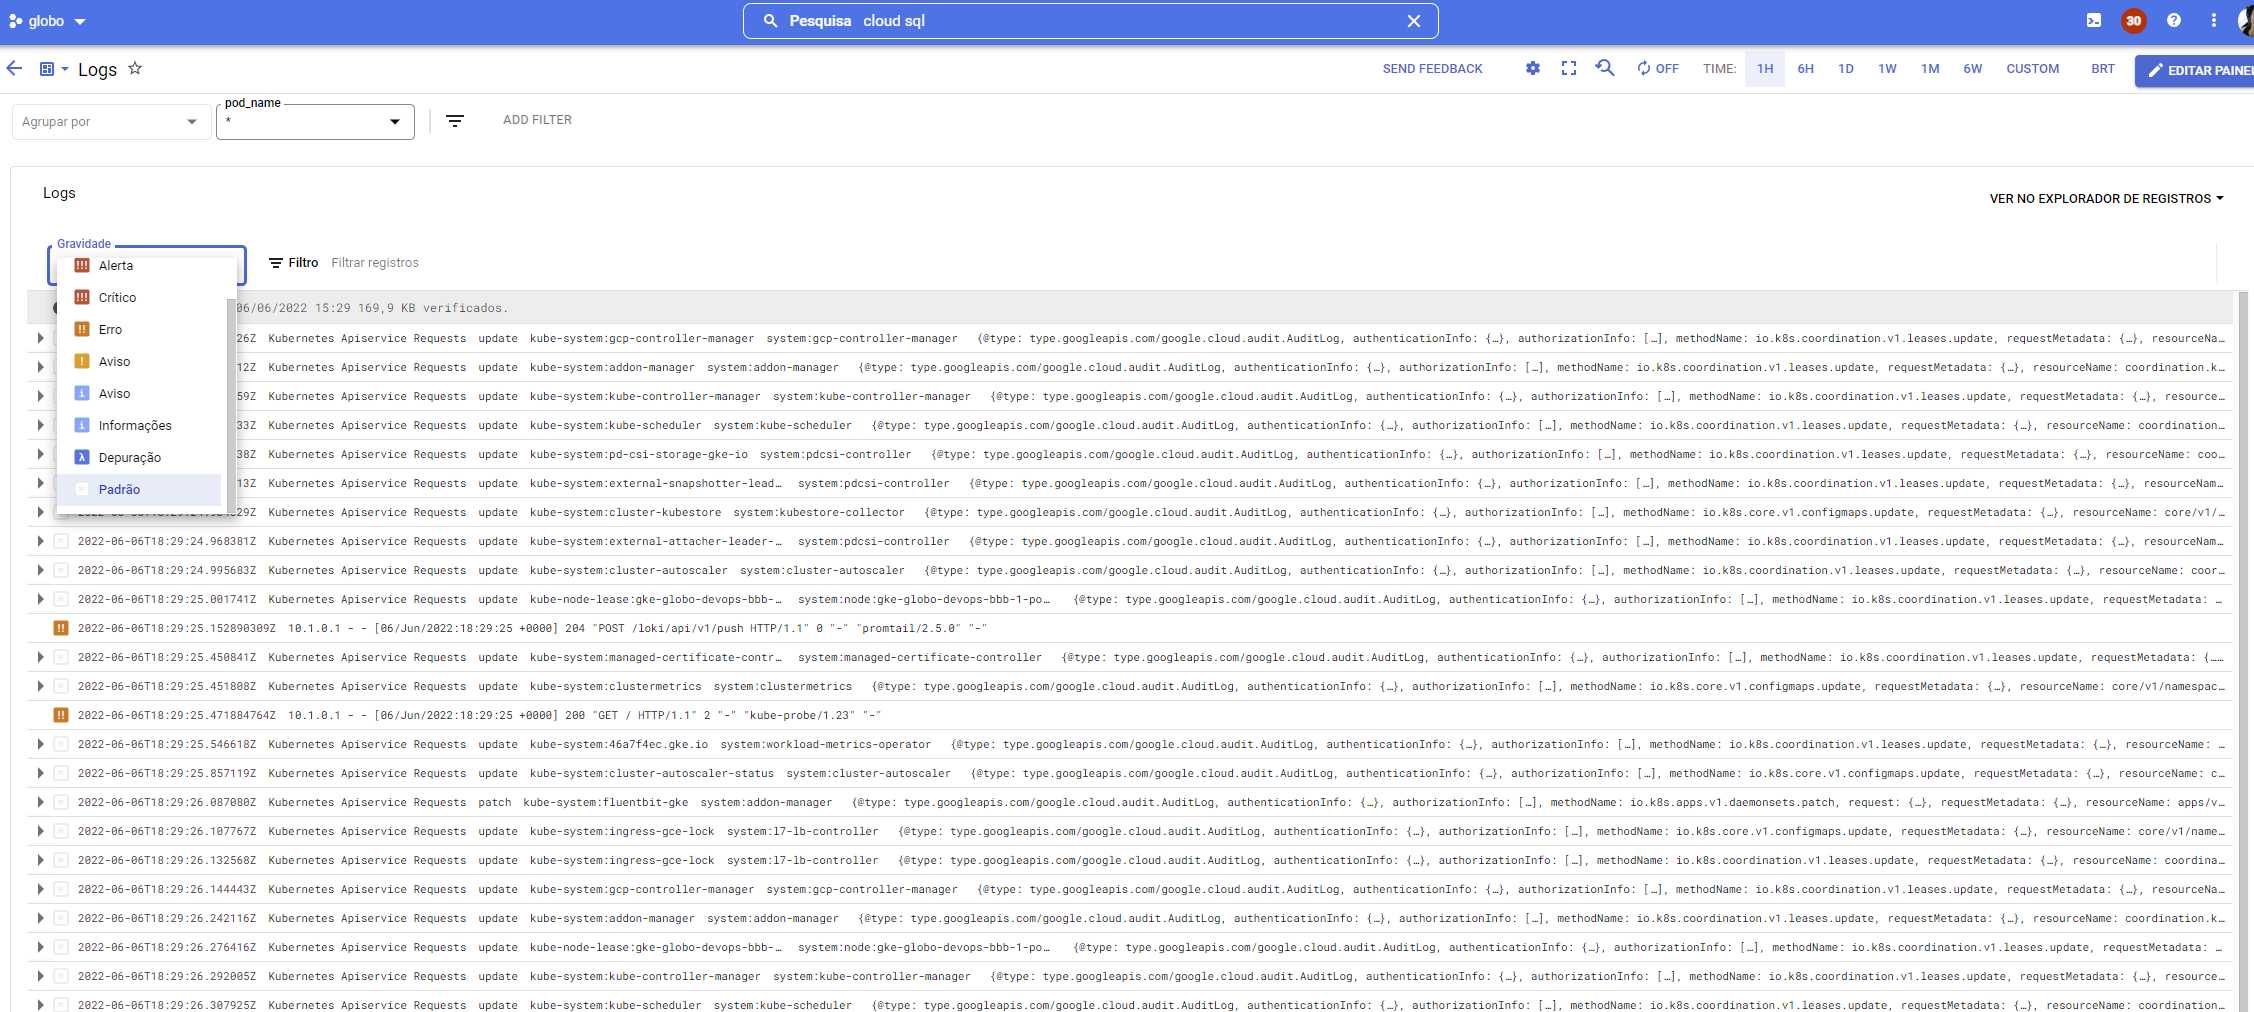 globo
Pesquisa cloud sql
30
Logs
SEND FEEDBACK
OFF
TIME: 1H 6H 1D 1W 1M 6W CUSTOM BRT
EDITAR PAINEL
pod_name
Agrupar por
*
ADD FILTER
Logs
VER NO EXPLORADOR DE REGISTROS
Gravidade
Filtro Filtrar registros
Alerta
Crítico
Erro
Aviso
Aviso
Informações
Depuração
Padrão
06/06/2022 15:29 169,9 KB verificados.
26Z Kubernetes Apiservice Requests update kube-system:gcp-controller-manager system:gcp-controller-manager {@type: type.googleapis.com/google.cloud.audit.AuditLog, authenticationInfo: {…}, authorizationInfo: […], methodName: io.k8s.coordination.v1.leases.update, requestMetadata: {…}, resourceNa…
12Z Kubernetes Apiservice Requests update kube-system:addon-manager system:addon-manager {@type: type.googleapis.com/google.cloud.audit.AuditLog, authenticationInfo: {…}, authorizationInfo: […], methodName: io.k8s.coordination.v1.leases.update, requestMetadata: {…}, resourceName: coordination.k…
59Z Kubernetes Apiservice Requests update kube-system:kube-controller-manager system:kube-controller-manager {@type: type.googleapis.com/google.cloud.audit.AuditLog, authenticationInfo: {…}, authorizationInfo: […], methodName: io.k8s.coordination.v1.leases.update, requestMetadata: {…}, resource…
33Z Kubernetes Apiservice Requests update kube-system:kube-scheduler system:kube-scheduler {@type: type.googleapis.com/google.cloud.audit.AuditLog, authenticationInfo: {…}, authorizationInfo: […], methodName: io.k8s.coordination.v1.leases.update, requestMetadata: {…}, resourceName: coordination…
38Z Kubernetes Apiservice Requests update kube-system:pd-csi-storage-gke-io system:pdcsi-controller {@type: type.googleapis.com/google.cloud.audit.AuditLog, authenticationInfo: {…}, authorizationInfo: […], methodName: io.k8s.coordination.v1.leases.update, requestMetadata: {…}, resourceName: coo…
13Z Kubernetes Apiservice Requests update kube-system:external-snapshotter-lead… system:pdcsi-controller {@type: type.googleapis.com/google.cloud.audit.AuditLog, authenticationInfo: {…}, authorizationInfo: […], methodName: io.k8s.coordination.v1.leases.update, requestMetadata: {…}, resourceNam…
29Z Kubernetes Apiservice Requests update kube-system:cluster-kubestore system:kubestore-collector {@type: type.googleapis.com/google.cloud.audit.AuditLog, authenticationInfo: {…}, authorizationInfo: […], methodName: io.k8s.core.v1.configmaps.update, requestMetadata: {…}, resourceName: core/v1/…
2022-06-06T18:29:24.968381Z Kubernetes Apiservice Requests update kube-system:external-attacher-leader-… system:pdcsi-controller {@type: type.googleapis.com/google.cloud.audit.AuditLog, authenticationInfo: {…}, authorizationInfo: […], methodName: io.k8s.coordination.v1.leases.update, requestMetadata: {…}, resourceNam…
2022-06-06T18:29:24.995683Z Kubernetes Apiservice Requests update kube-system:cluster-autoscaler system:cluster-autoscaler {@type: type.googleapis.com/google.cloud.audit.AuditLog, authenticationInfo: {…}, authorizationInfo: […], methodName: io.k8s.coordination.v1.leases.update, requestMetadata: {…}, resourceName: coor…
2022-06-06T18:29:25.001741Z Kubernetes Apiservice Requests update kube-node-lease:gke-globo-devops-bbb-… system:node:gke-globo-devops-bbb-1-po… {@type: type.googleapis.com/google.cloud.audit.AuditLog, authenticationInfo: {…}, authorizationInfo: […], methodName: io.k8s.coordination.v1.leases.update, requestMetadata: …
2022-06-06T18:29:25.152890309Z 10.1.0.1 - - [06/Jun/2022:18:29:25 +0000] 204 "POST /loki/api/v1/push HTTP/1.1" 0 "-" "promtail/2.5.0" "-"
2022-06-06T18:29:25.450841Z Kubernetes Apiservice Requests update kube-system:managed-certificate-contr… system:managed-certificate-controller {@type: type.googleapis.com/google.cloud.audit.AuditLog, authenticationInfo: {…}, authorizationInfo: […], methodName: io.k8s.coordination.v1.leases.update, requestMetadata: {……
2022-06-06T18:29:25.451808Z Kubernetes Apiservice Requests update kube-system:clustermetrics system:clustermetrics {@type: type.googleapis.com/google.cloud.audit.AuditLog, authenticationInfo: {…}, authorizationInfo: […], methodName: io.k8s.core.v1.configmaps.update, requestMetadata: {…}, resourceName: core/v1/namespac…
2022-06-06T18:29:25.471884764Z 10.1.0.1 - - [06/Jun/2022:18:29:25 +0000] 200 "GET / HTTP/1.1" 2 "-" "kube-probe/1.23" "-"
2022-06-06T18:29:25.546618Z Kubernetes Apiservice Requests update kube-system:46a7f4ec.gke.io system:workload-metrics-operator {@type: type.googleapis.com/google.cloud.audit.AuditLog, authenticationInfo: {…}, authorizationInfo: […], methodName: io.k8s.coordination.v1.leases.update, requestMetadata: {…}, resourceName: …
2022-06-06T18:29:25.857119Z Kubernetes Apiservice Requests update kube-system:cluster-autoscaler-status system:cluster-autoscaler {@type: type.googleapis.com/google.cloud.audit.AuditLog, authenticationInfo: {…}, authorizationInfo: […], methodName: io.k8s.core.v1.configmaps.update, requestMetadata: {…}, resourceName: c…
2022-06-06T18:29:26.087080Z Kubernetes Apiservice Requests patch kube-system:fluentbit-gke system:addon-manager {@type: type.googleapis.com/google.cloud.audit.AuditLog, authenticationInfo: {…}, authorizationInfo: […], methodName: io.k8s.apps.v1.daemonsets.patch, request: {…}, requestMetadata: {…}, resourceName: apps/v…
2022-06-06T18:29:26.107767Z Kubernetes Apiservice Requests update kube-system:ingress-gce-lock system:l7-lb-controller {@type: type.googleapis.com/google.cloud.audit.AuditLog, authenticationInfo: {…}, authorizationInfo: […], methodName: io.k8s.core.v1.configmaps.update, requestMetadata: {…}, resourceName: core/v1/name…
2022-06-06T18:29:26.132568Z Kubernetes Apiservice Requests update kube-system:ingress-gce-lock system:l7-lb-controller {@type: type.googleapis.com/google.cloud.audit.AuditLog, authenticationInfo: {…}, authorizationInfo: […], methodName: io.k8s.coordination.v1.leases.update, requestMetadata: {…}, resourceName: coordina…
2022-06-06T18:29:26.144443Z Kubernetes Apiservice Requests update kube-system:gcp-controller-manager system:gcp-controller-manager {@type: type.googleapis.com/google.cloud.audit.AuditLog, authenticationInfo: {…}, authorizationInfo: […], methodName: io.k8s.coordination.v1.leases.update, requestMetadata: {…}, resourceNa…
2022-06-06T18:29:26.242116Z Kubernetes Apiservice Requests update kube-system:addon-manager system:addon-manager {@type: type.googleapis.com/google.cloud.audit.AuditLog, authenticationInfo: {…}, authorizationInfo: […], methodName: io.k8s.coordination.v1.leases.update, requestMetadata: {…}, resourceName: coordination.k…
2022-06-06T18:29:26.276416Z Kubernetes Apiservice Requests update kube-node-lease:gke-globo-devops-bbb-… system:node:gke-globo-devops-bbb-1-po… {@type: type.googleapis.com/google.cloud.audit.AuditLog, authenticationInfo: {…}, authorizationInfo: […], methodName: io.k8s.coordination.v1.leases.update, requestMetadata: …
2022-06-06T18:29:26.292005Z Kubernetes Apiservice Requests update kube-system:kube-controller-manager system:kube-controller-manager {@type: type.googleapis.com/google.cloud.audit.AuditLog, authenticationInfo: {…}, authorizationInfo: […], methodName: io.k8s.coordination.v1.leases.update, requestMetadata: {…}, resource…
2022-06-06T18:29:26.307925Z Kubernetes Apiservice Requests update kube-system:kube-scheduler system:kube-scheduler {@type: type.googleapis.com/google.cloud.audit.AuditLog, authenticationInfo: {…}, authorizationInfo: […], methodName: io.k8s.coordination.v1.leases.update, requestMetadata: {…}, resourceName: coordination…